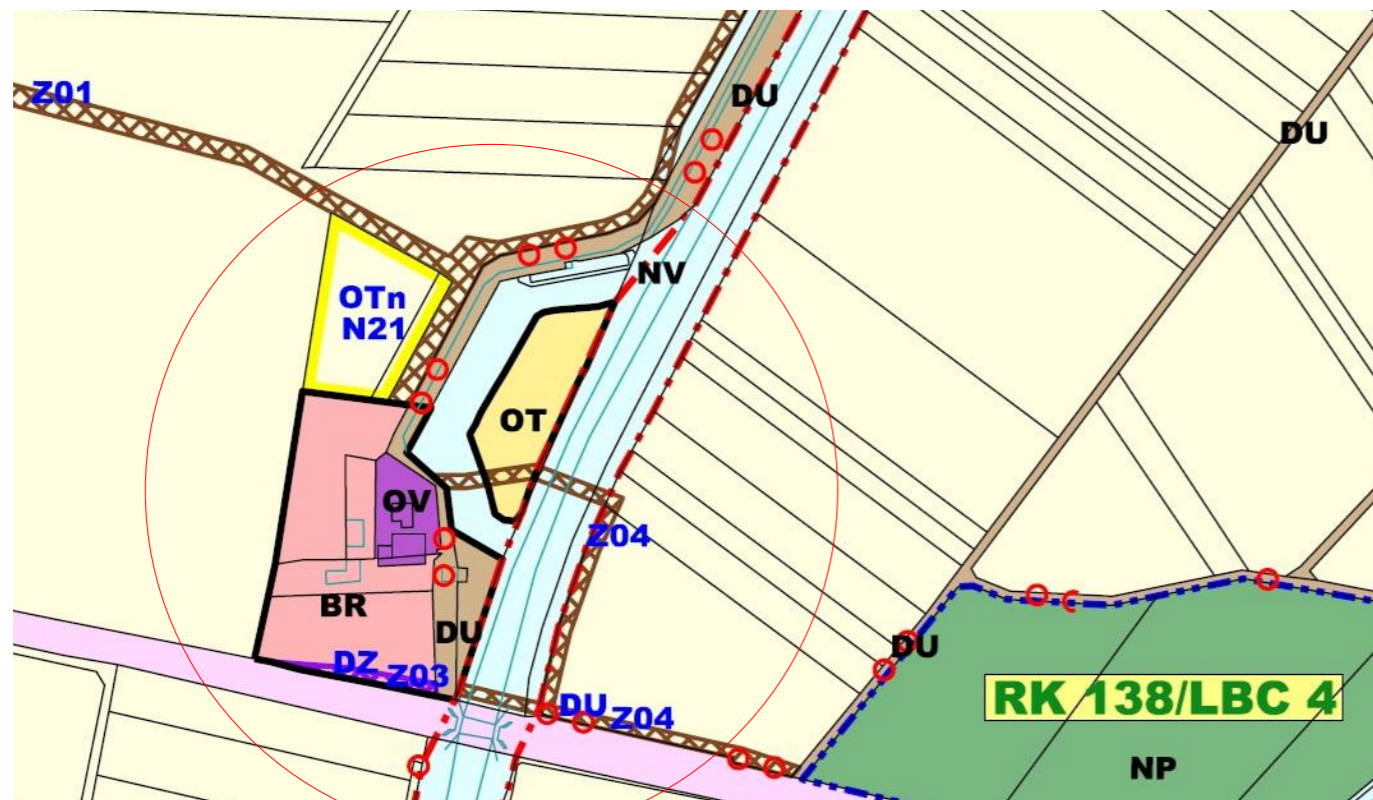 Z01
DU
DU
NV
OTn
N21
OT
OV
Z04
BR
DU
DU
DZ
Z03
DU
Z04
RK 138/LBC 4
NP